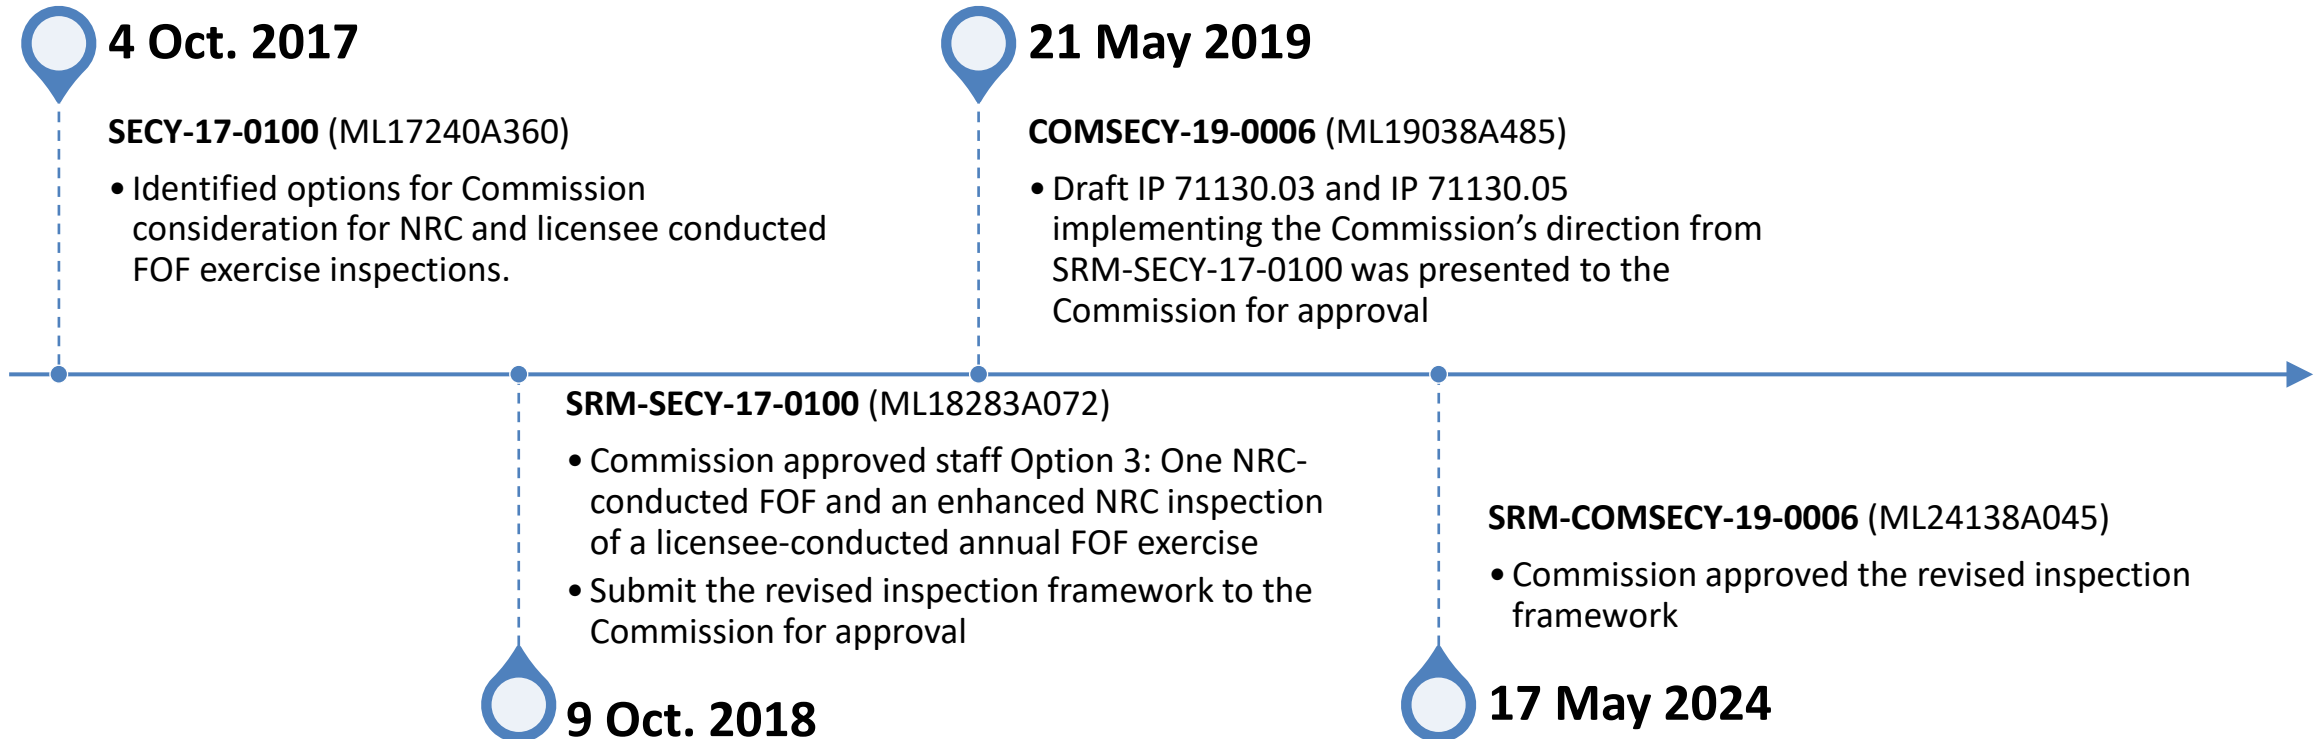 4 Oct. 2017
SECY-17-0100 (ML17240A360)
• Identified options for Commission
consideration for NRC and licensee conducted
FOF exercise inspections.
9 Oct. 2018
SRM-SECY-17-0100 (ML18283A072)
• Commission approved staff Option 3: One NRC-
conducted FOF and an enhanced NRC inspection
of a licensee-conducted annual FOF exercise
• Submit the revised inspection framework to the
Commission for approval
21 May 2019
COMSECY-19-0006 (ML19038A485)
• Draft IP 71130.03 and IP 71130.05
implementing the Commission’s direction from
SRM-SECY-17-0100 was presented to the
Commission for approval
17 May 2024
SRM-COMSECY-19-0006 (ML24138A045)
• Commission approved the revised inspection
framework